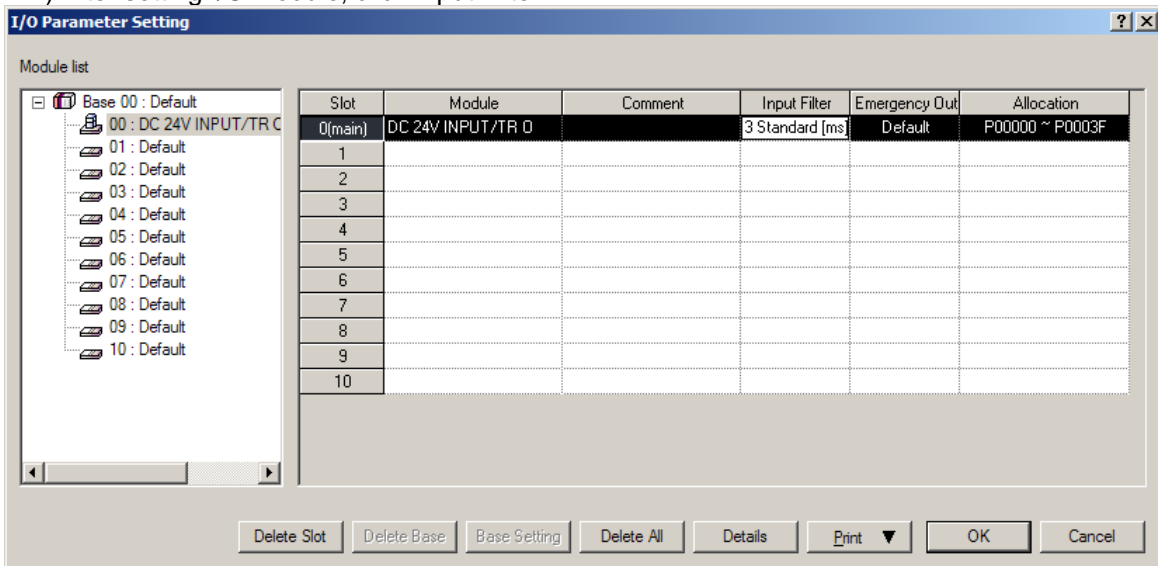 I/O Parameter Setting
Module list
Base 00 : Default
00 : DC 24V INPUT/TR O
01 : Default
02 : Default
03 : Default
04 : Default
05 : Default
06 : Default
07 : Default
08 : Default
09 : Default
10 : Default
Slot Module Comment Input Filter Emergency Out Allocation
0(main) DC 24V INPUT/TR O 3 Standard [ms] Default P00000 ~ P0003F
1
2
3
4
5
6
7
8
9
10
Delete Slot Delete Base Base Setting Delete All Details Print ▼ OK Cancel